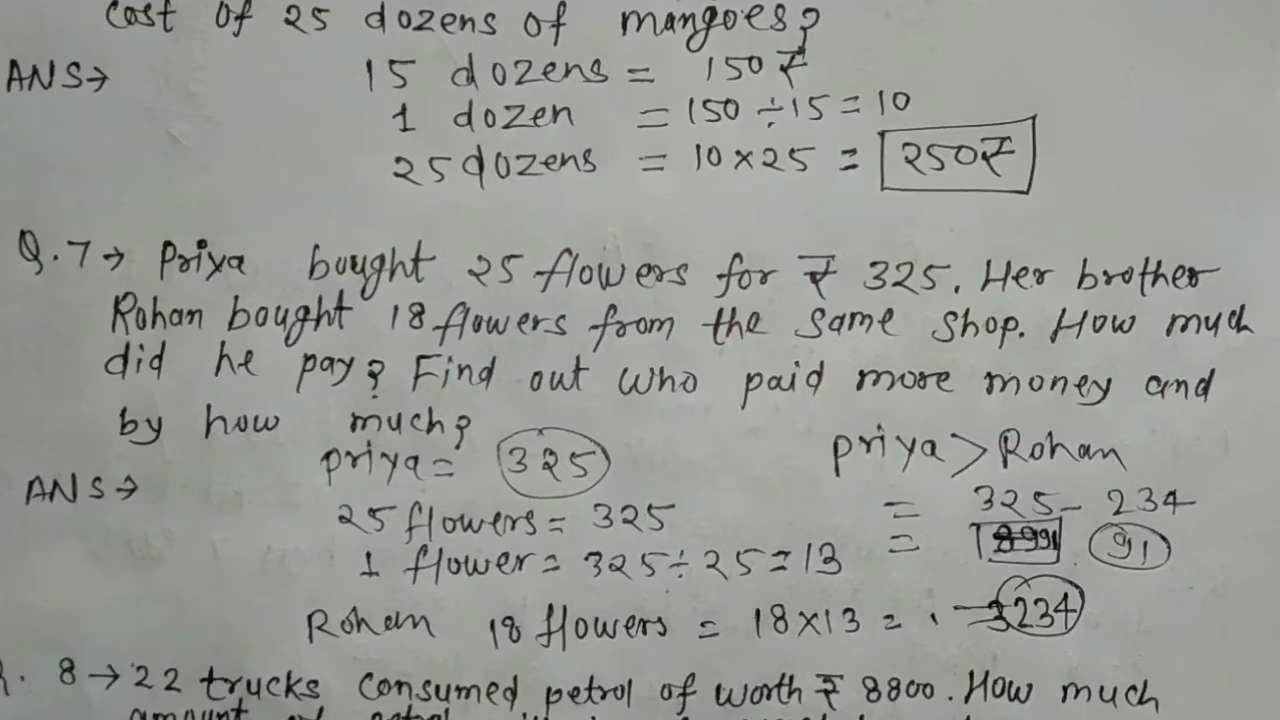 cost of 25 dozens of mangoes?
ANS→ 15 dozens = 150₹
1 dozen = 150 ÷ 15 = 10
25 dozens = 10 × 25 = 250₹
Q.7→ Priya bought 25 flowers for ₹ 325. Her brother
Rohan bought 18 flowers from the same shop. How much
did he pay? Find out who paid more money and
by how much?
ANS→ priya = 325
25 flowers = 325
1 flower = 325 ÷ 25 = 13
Rohan 18 flowers = 18×13 = 234
priya > Rohan
= 325 - 234
= 91
8→22 trucks consumed petrol of worth ₹ 8800. How much
amount of petrol